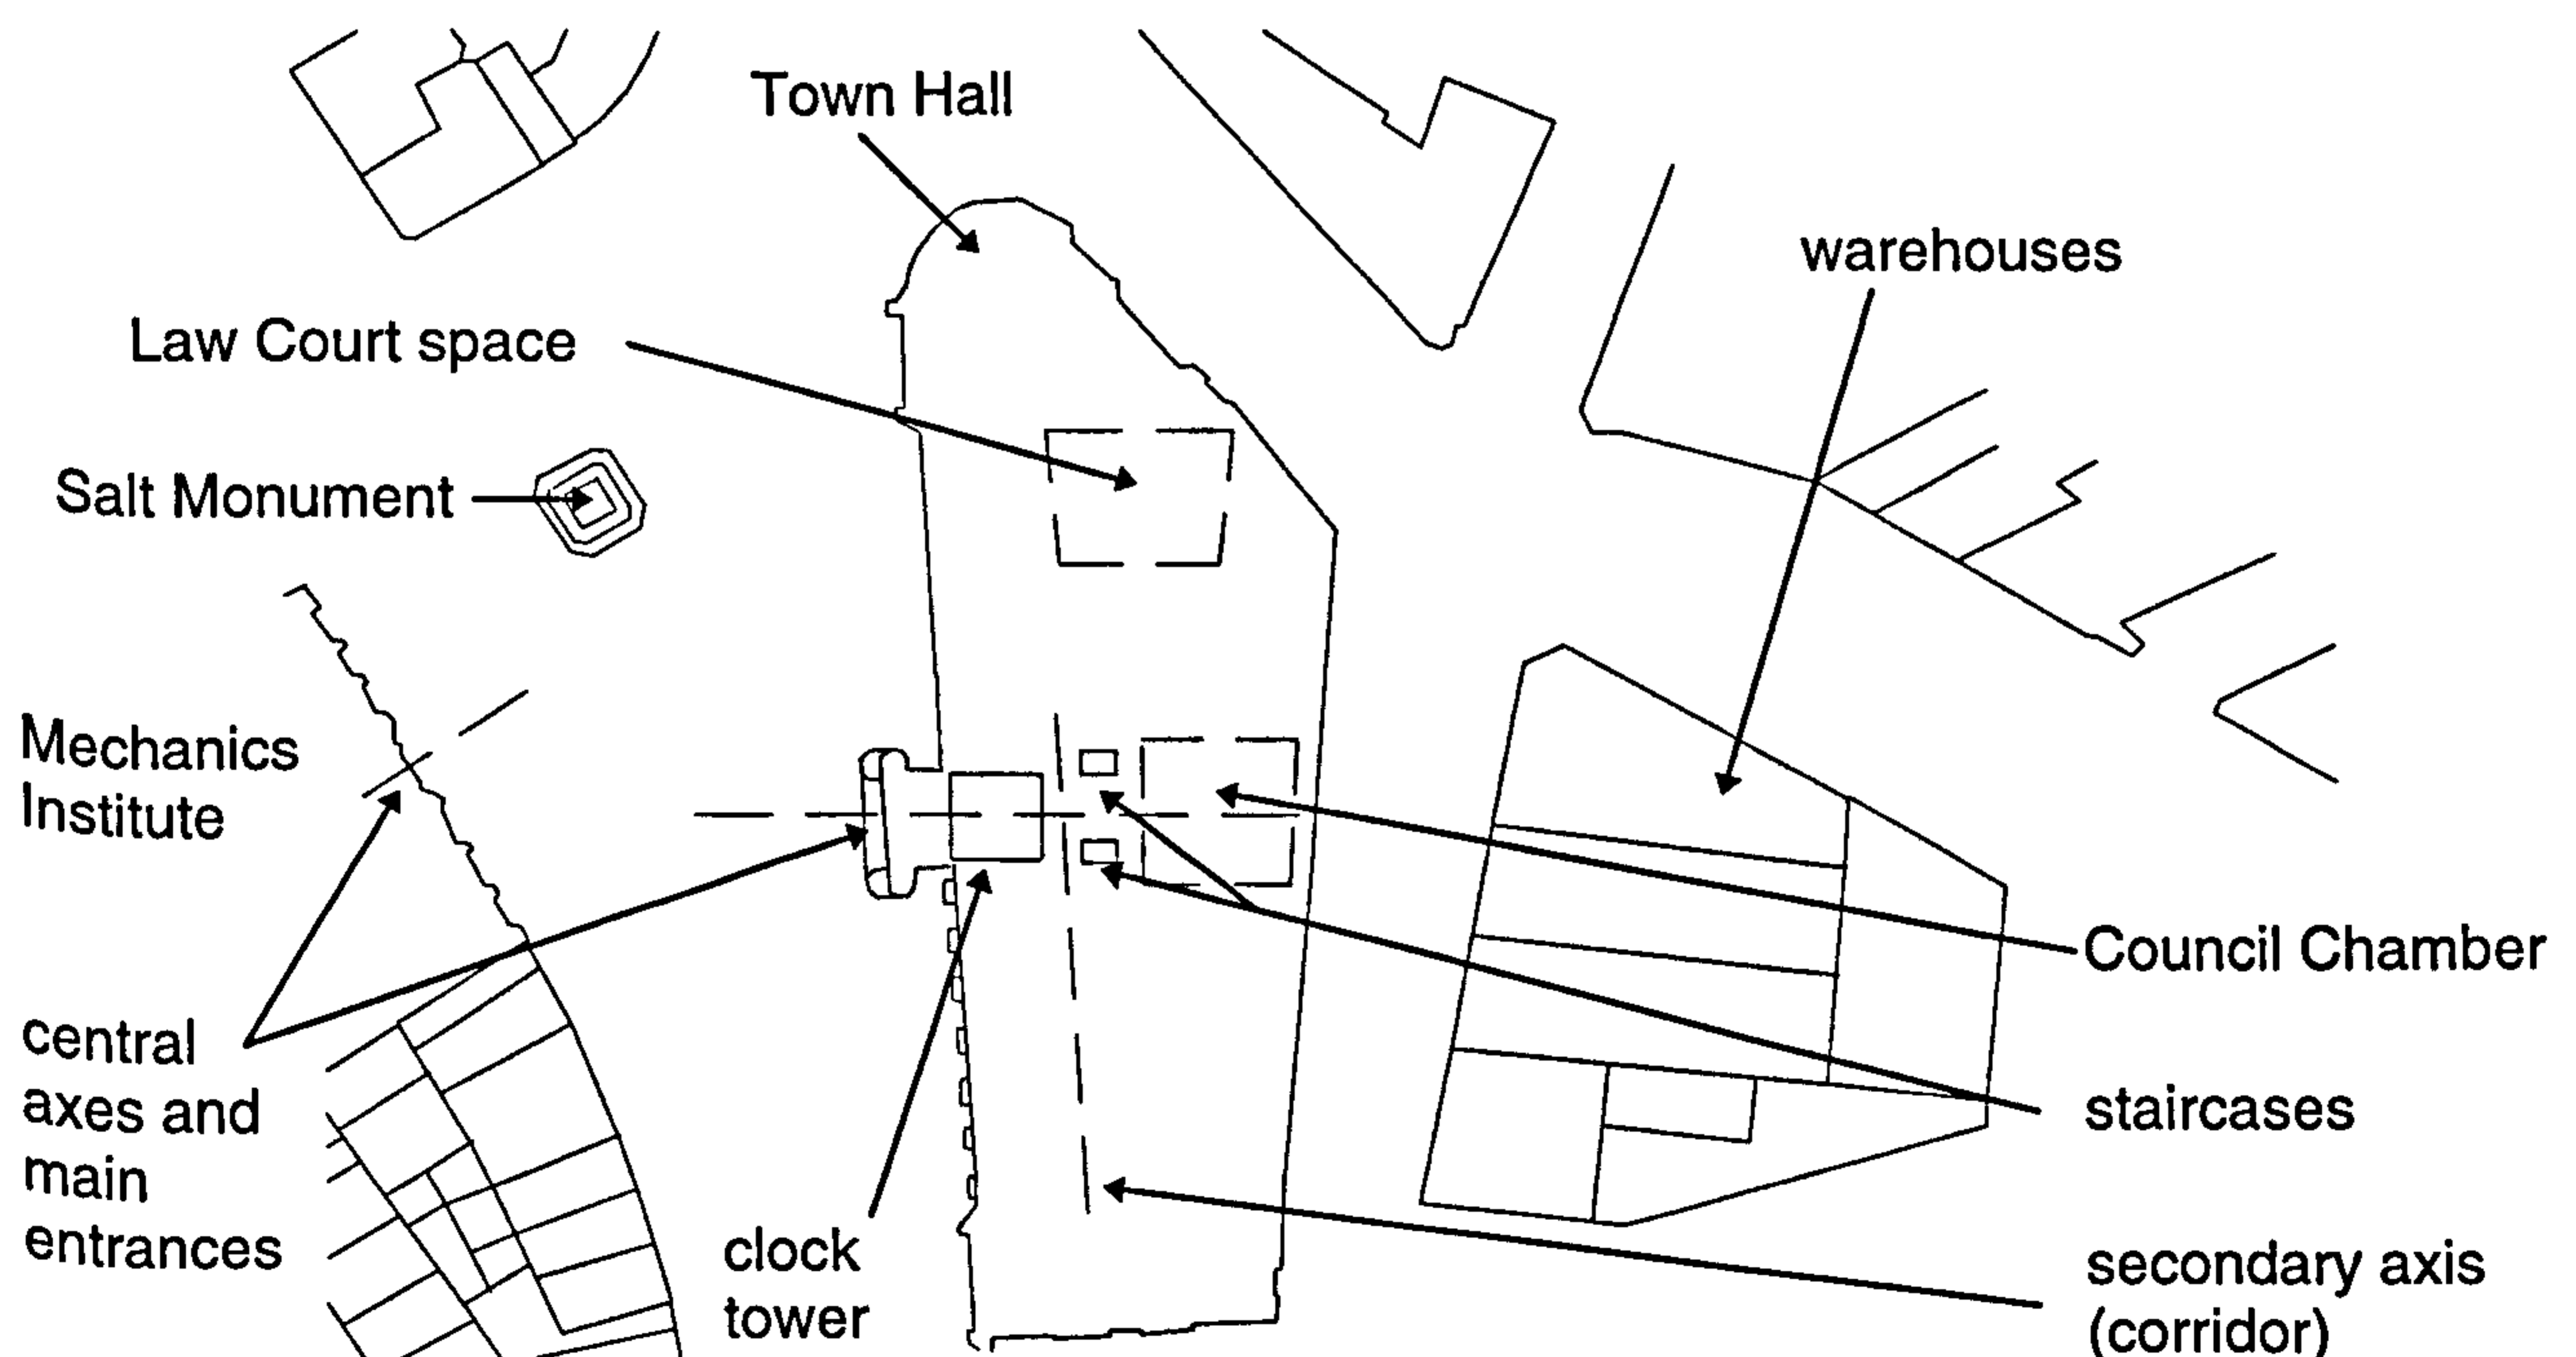 Town Hall
warehouses
Law Court space
Salt Monument
Mechanics
Institute
Council Chamber
central
axes and
main
entrances
staircases
clock
tower
secondary axis
(corridor)